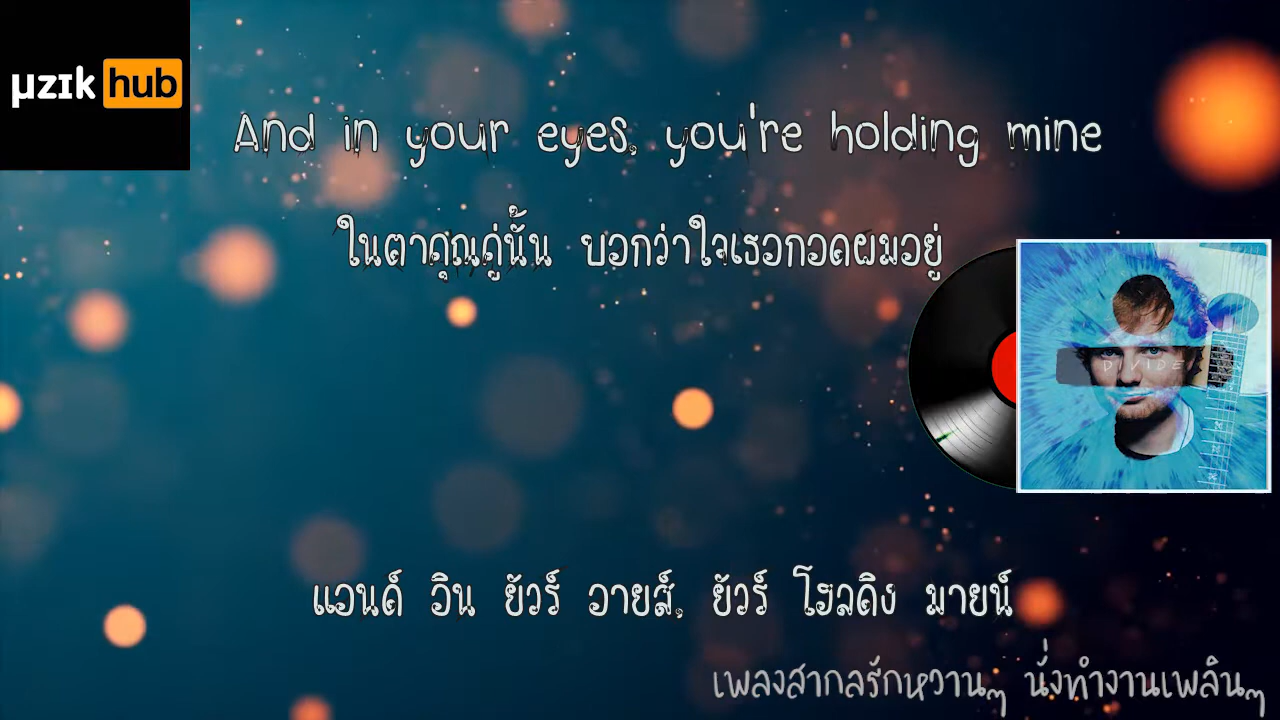 µzık hub
And in your eyes, you're holding mine
ในตาคุณคู่นั้น บอกว่าใจเธอกอดผมอยู่
DIVIDE
แอนด์ อิน ยัวร์ อายส์, ยัวร์ โฮลดิง มายน์
เพลงสากลรักหวานๆ นั่งทำงานเพลินๆ